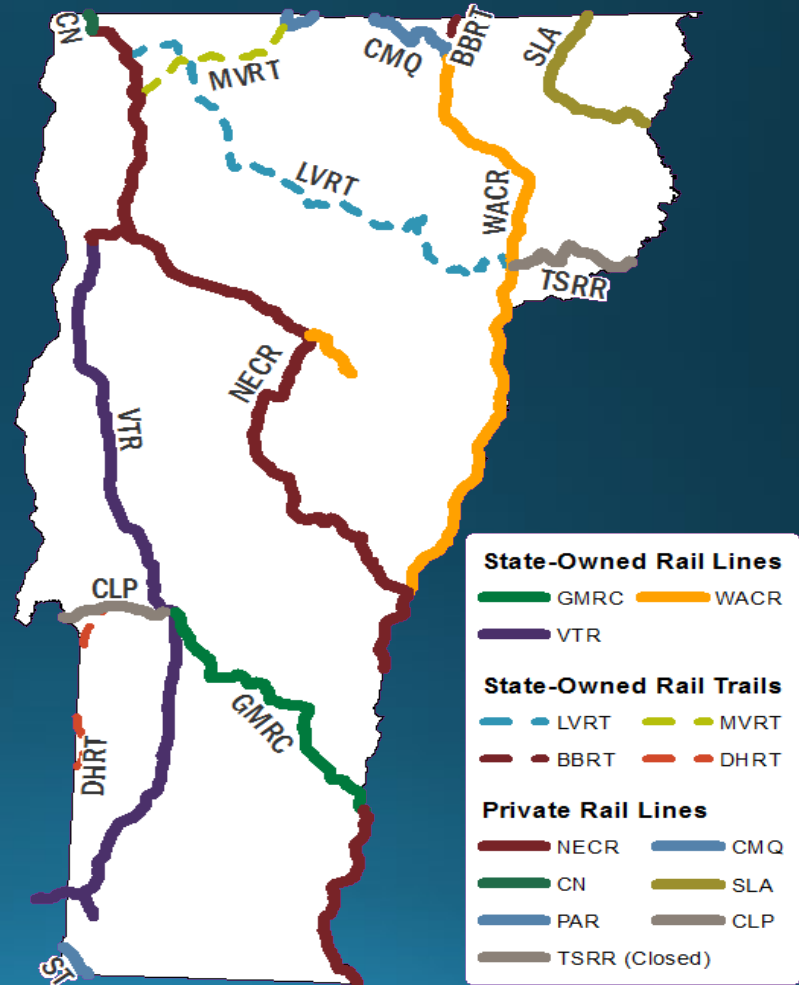 CN
BBRT
SLA
CMQ
MVRT
LVRT
WACR
TSRR
NECR
VTR
CLP
GMRC
DHRT
ST
State-Owned Rail Lines
GMRC WACR
VTR
State-Owned Rail Trails
LVRT MVRT
BBRT DHRT
Private Rail Lines
NECR CMQ
CN SLA
PAR CLP
TSRR (Closed)